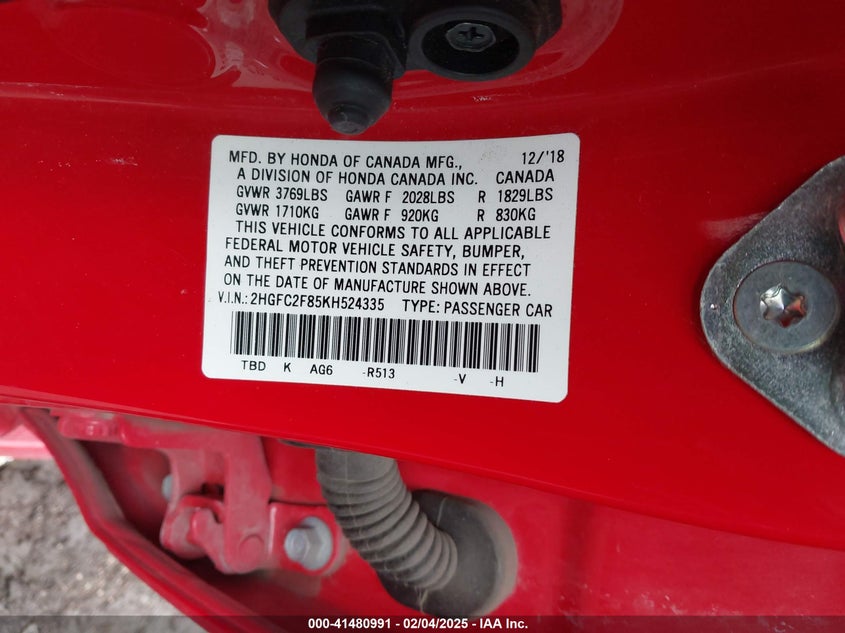 MFD. BY HONDA OF CANADA MFG., 12/'18
A DIVISION OF HONDA CANADA INC. CANADA
GVWR 3769LBS GAWR F 2028LBS R 1829LBS
GVWR 1710KG GAWR F 920KG R 830KG
THIS VEHICLE CONFORMS TO ALL APPLICABLE
FEDERAL MOTOR VEHICLE SAFETY, BUMPER,
AND THEFT PREVENTION STANDARDS IN EFFECT
ON THE DATE OF MANUFACTURE SHOWN ABOVE.
V.I.N.: 2HGFC2F85KH524335 TYPE: PASSENGER CAR
TBD K AG6 -R513 -V -H
000-41480991 - 02/04/2025 - IAA Inc.